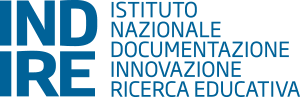 IND
IRE
ISTITUTO
NAZIONALE
DOCUMENTAZIONE
INNOVAZIONE
RICERCA EDUCATIVA